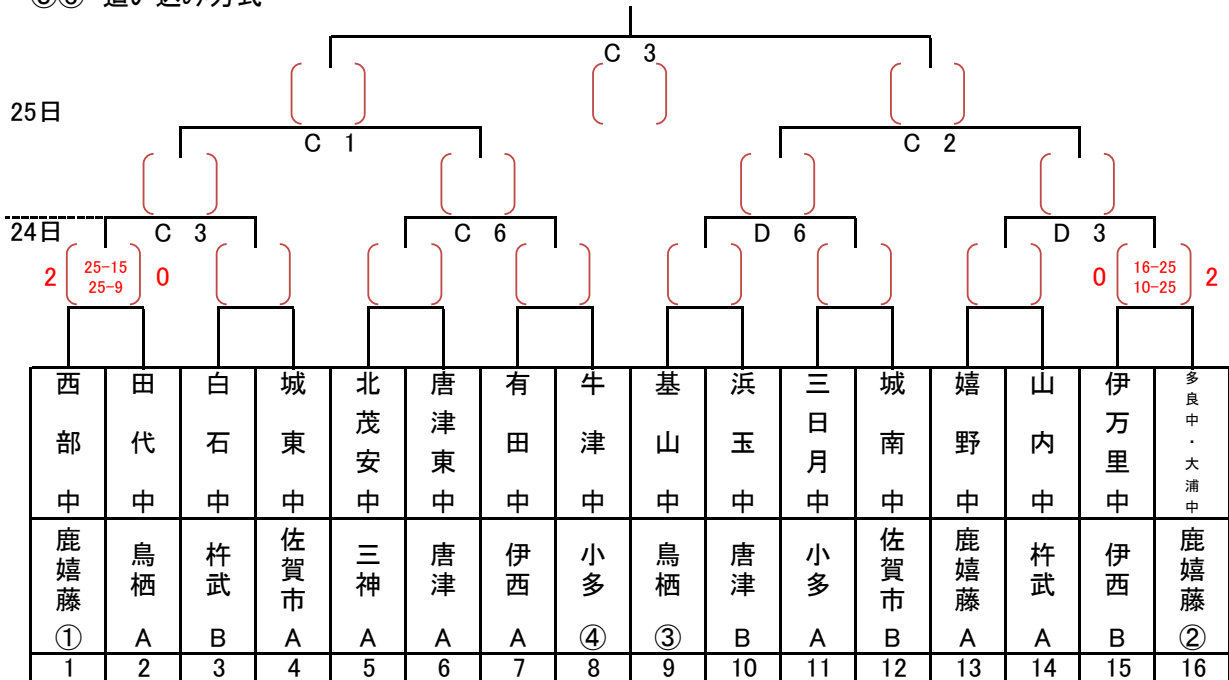 C 3
25日
C 1
C 2
24日
C 3
C 6
D 6
D 3
2
25-15
25-9
0
0
16-25
10-25
2
西部中
田代中
白石中
城東中
北茂安中
唐津東中
有田中
牛津中
基山中
浜玉中
三日月中
城南中
嬉野中
山内中
伊万里中
多良中・大浦中
鹿嬉藤
鳥栖
杵武
佐賀市
三神
唐津
伊西
小多
鳥栖
唐津
小多
佐賀市
鹿嬉藤
杵武
伊西
鹿嬉藤
① A B A A A A ④ ③ B A B A A B ②
1 2 3 4 5 6 7 8 9 10 11 12 13 14 15 16